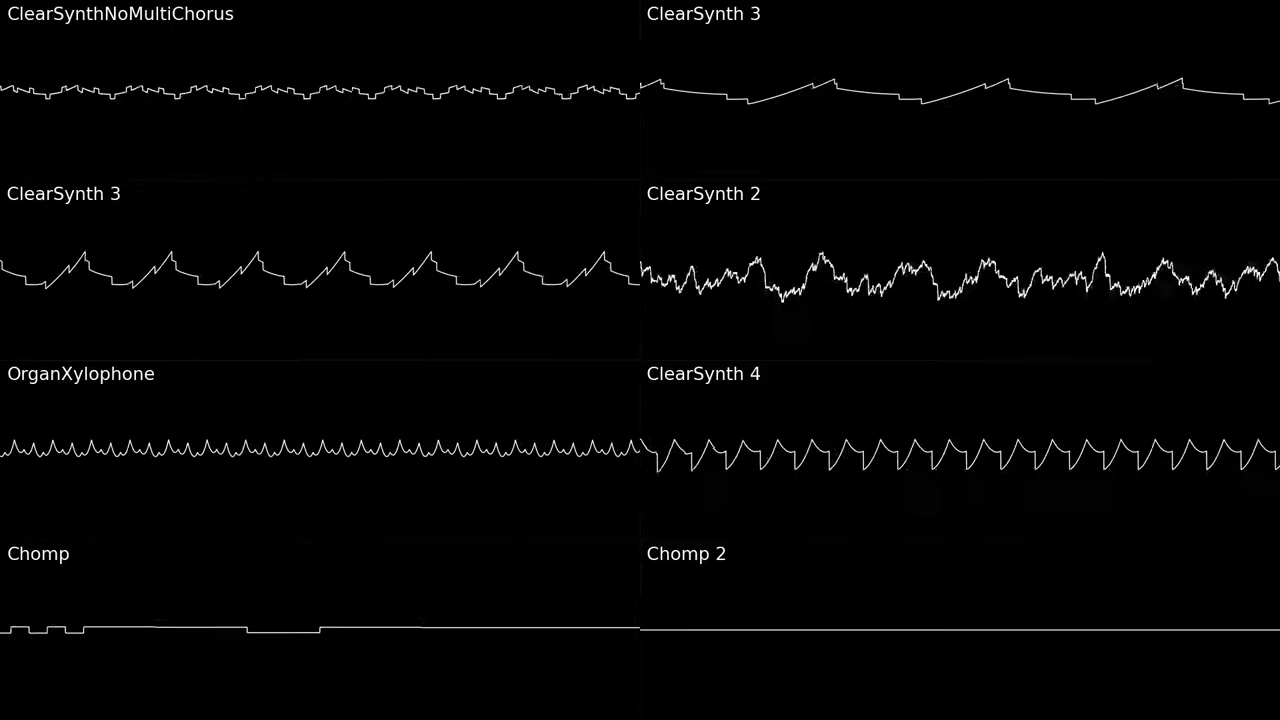 ClearSynthNoMultiChorus
ClearSynth 3
ClearSynth 3
ClearSynth 2
OrganXylophone
ClearSynth 4
Chomp
Chomp 2